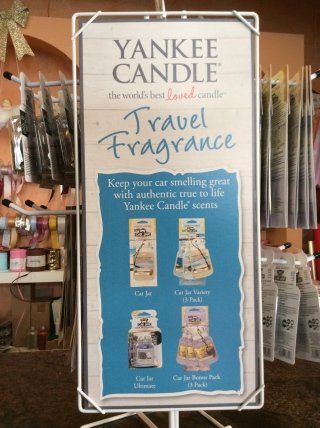 YANKEE
CANDLE®
the world's best loved candle™
Travel
Fragrance
Keep your car smelling great
with authentic true to life
Yankee Candle® scents
Car Jar
Car Jar Variety
(3 Pack)
Car Jar
Ultimate
Car Jar Bonus Pack
(3 Pack)